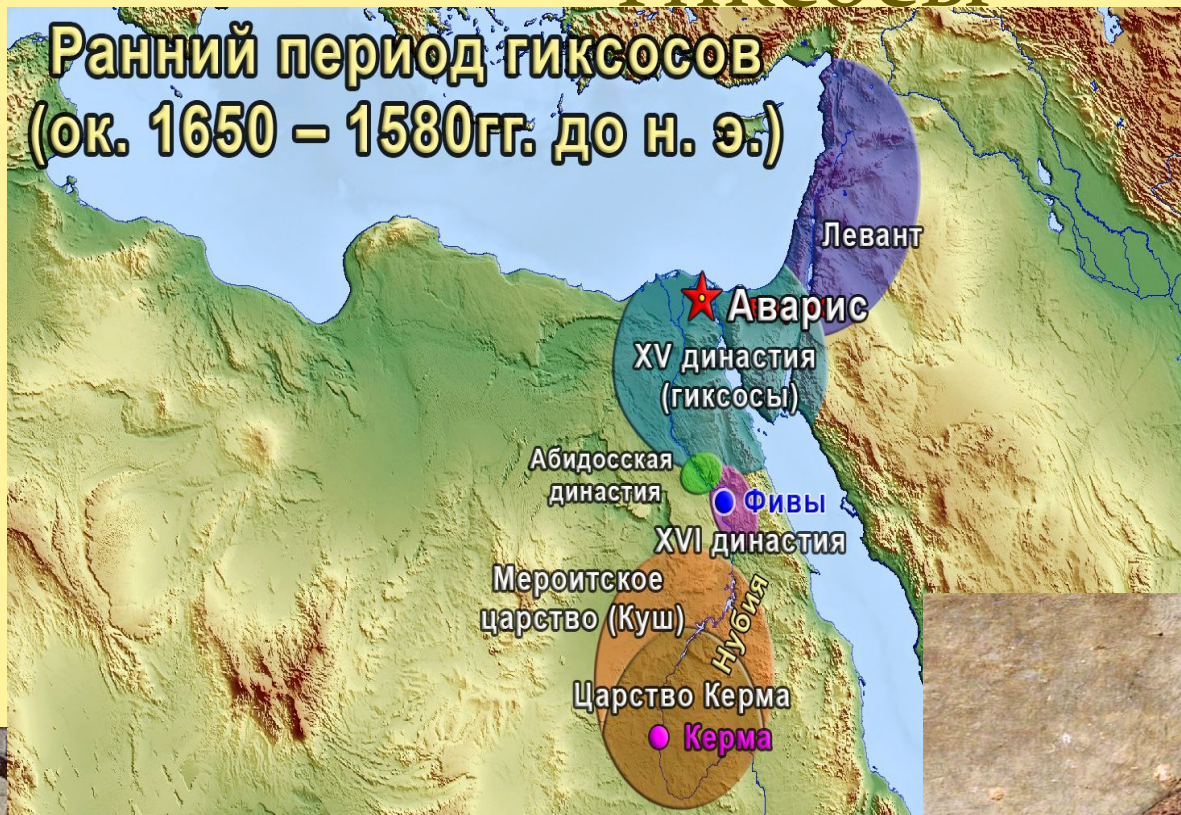 Гиксосы
Ранний период гиксосов
(ок. 1650 – 1580гг. до н. э.)
Левант
Аварис
XV династия
(гиксосы)
Абидосская
династия
Фивы
XVI династия
Мероитское
царство (Куш)
Нубия
Царство Керма
Керма